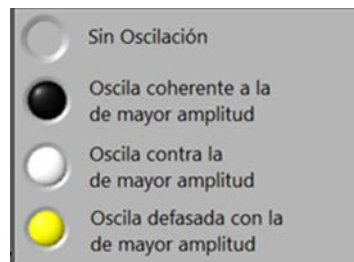 Sin Oscilación
Oscila coherente a la
de mayor amplitud
Oscila contra la
de mayor amplitud
Oscila defasada con la
de mayor amplitud